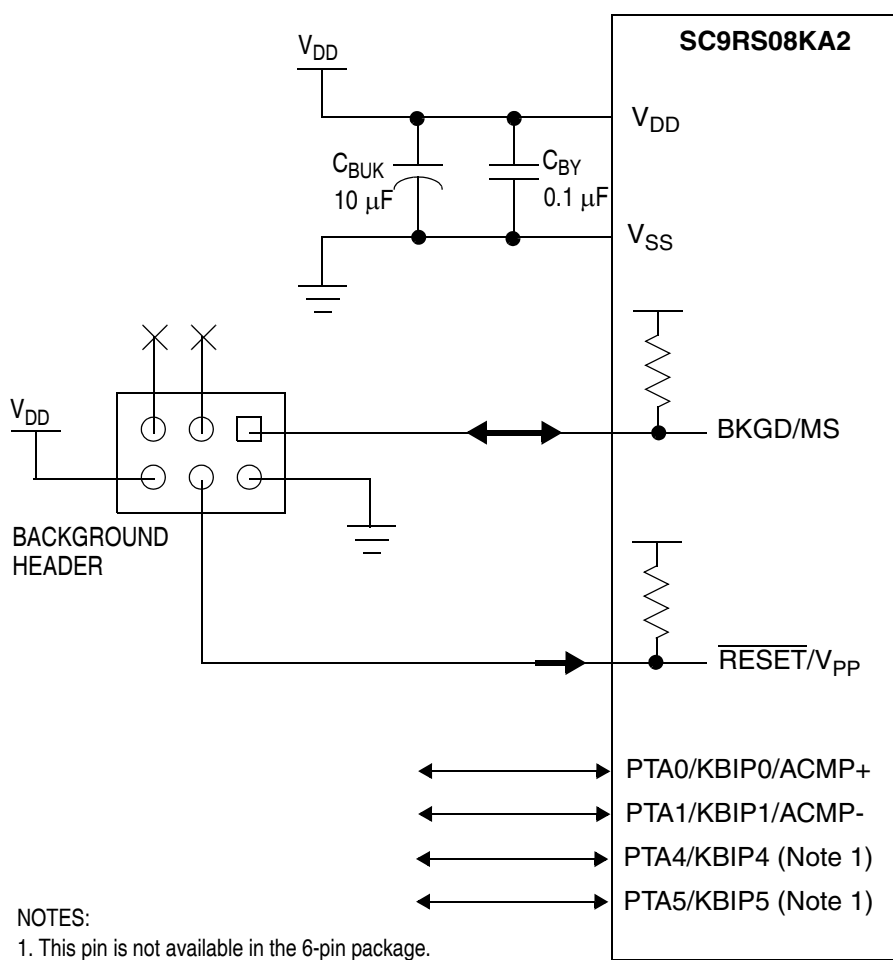 SC9RS08KA2
VDD
VDD
CBUK
10 µF
CBY
0.1 µF
VSS
VDD
BKGD/MS
BACKGROUND
HEADER
RESET/VPP
PTA0/KBIP0/ACMP+
PTA1/KBIP1/ACMP-
PTA4/KBIP4 (Note 1)
PTA5/KBIP5 (Note 1)
NOTES:
1. This pin is not available in the 6-pin package.